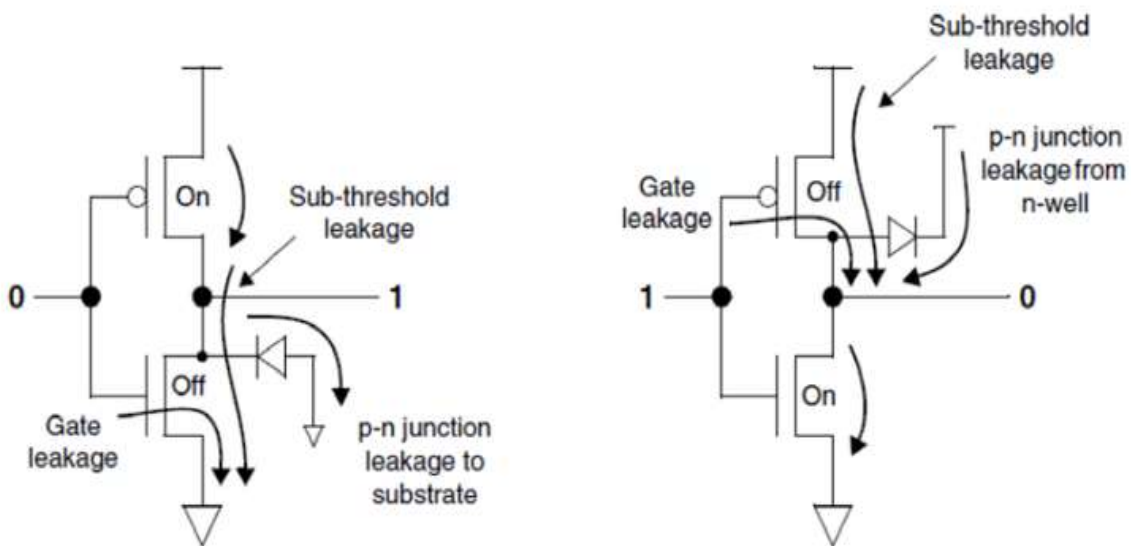 On
Sub-threshold
leakage
0
1
Off
Gate
leakage
p-n junction
leakage to
substrate
Sub-threshold
leakage
p-n junction
leakage from
n-well
Gate
leakage
Off
1
0
On